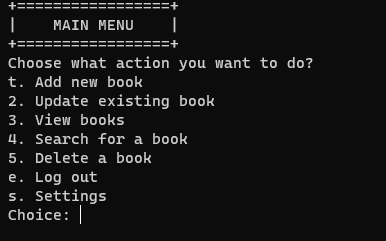 +=================+
|    MAIN MENU    |
+=================+
Choose what action you want to do?
t. Add new book
2. Update existing book
3. View books
4. Search for a book
5. Delete a book
e. Log out
s. Settings
Choice: